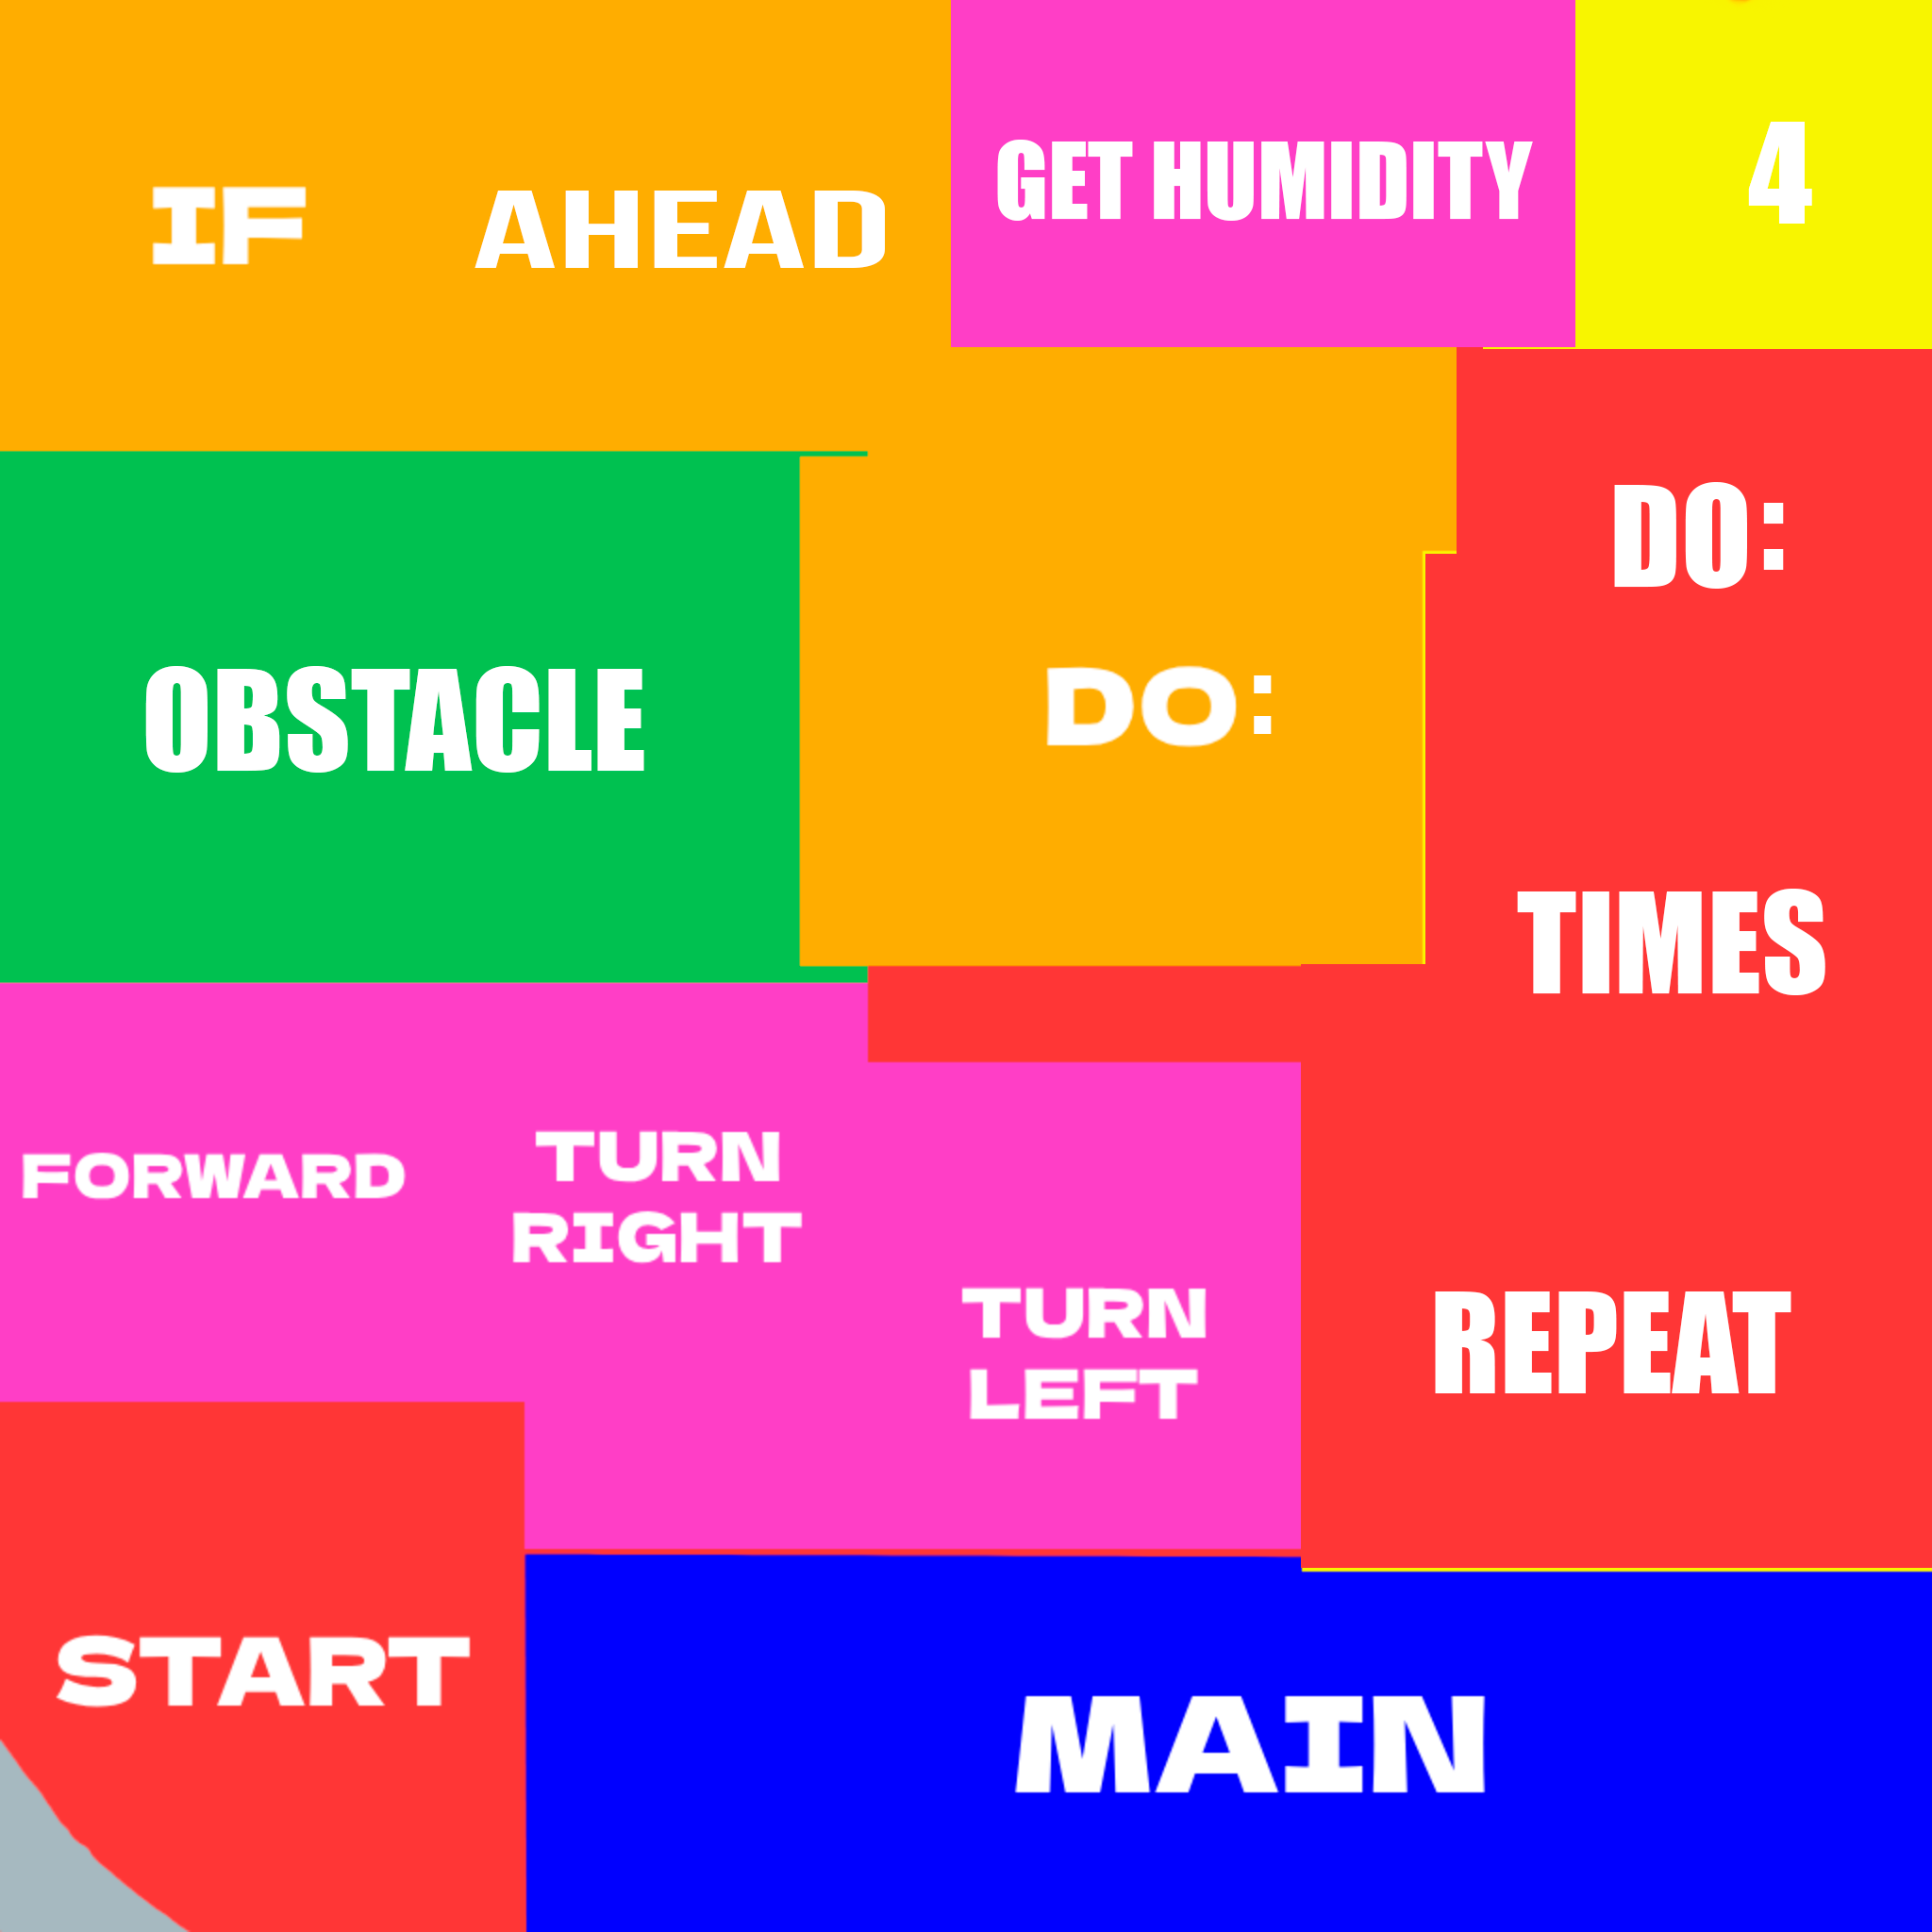 IF AHEAD
GET HUMIDITY
4
DO:
OBSTACLE
DO:
TIMES
FORWARD
TURN
RIGHT
TURN
LEFT
REPEAT
START
MAIN